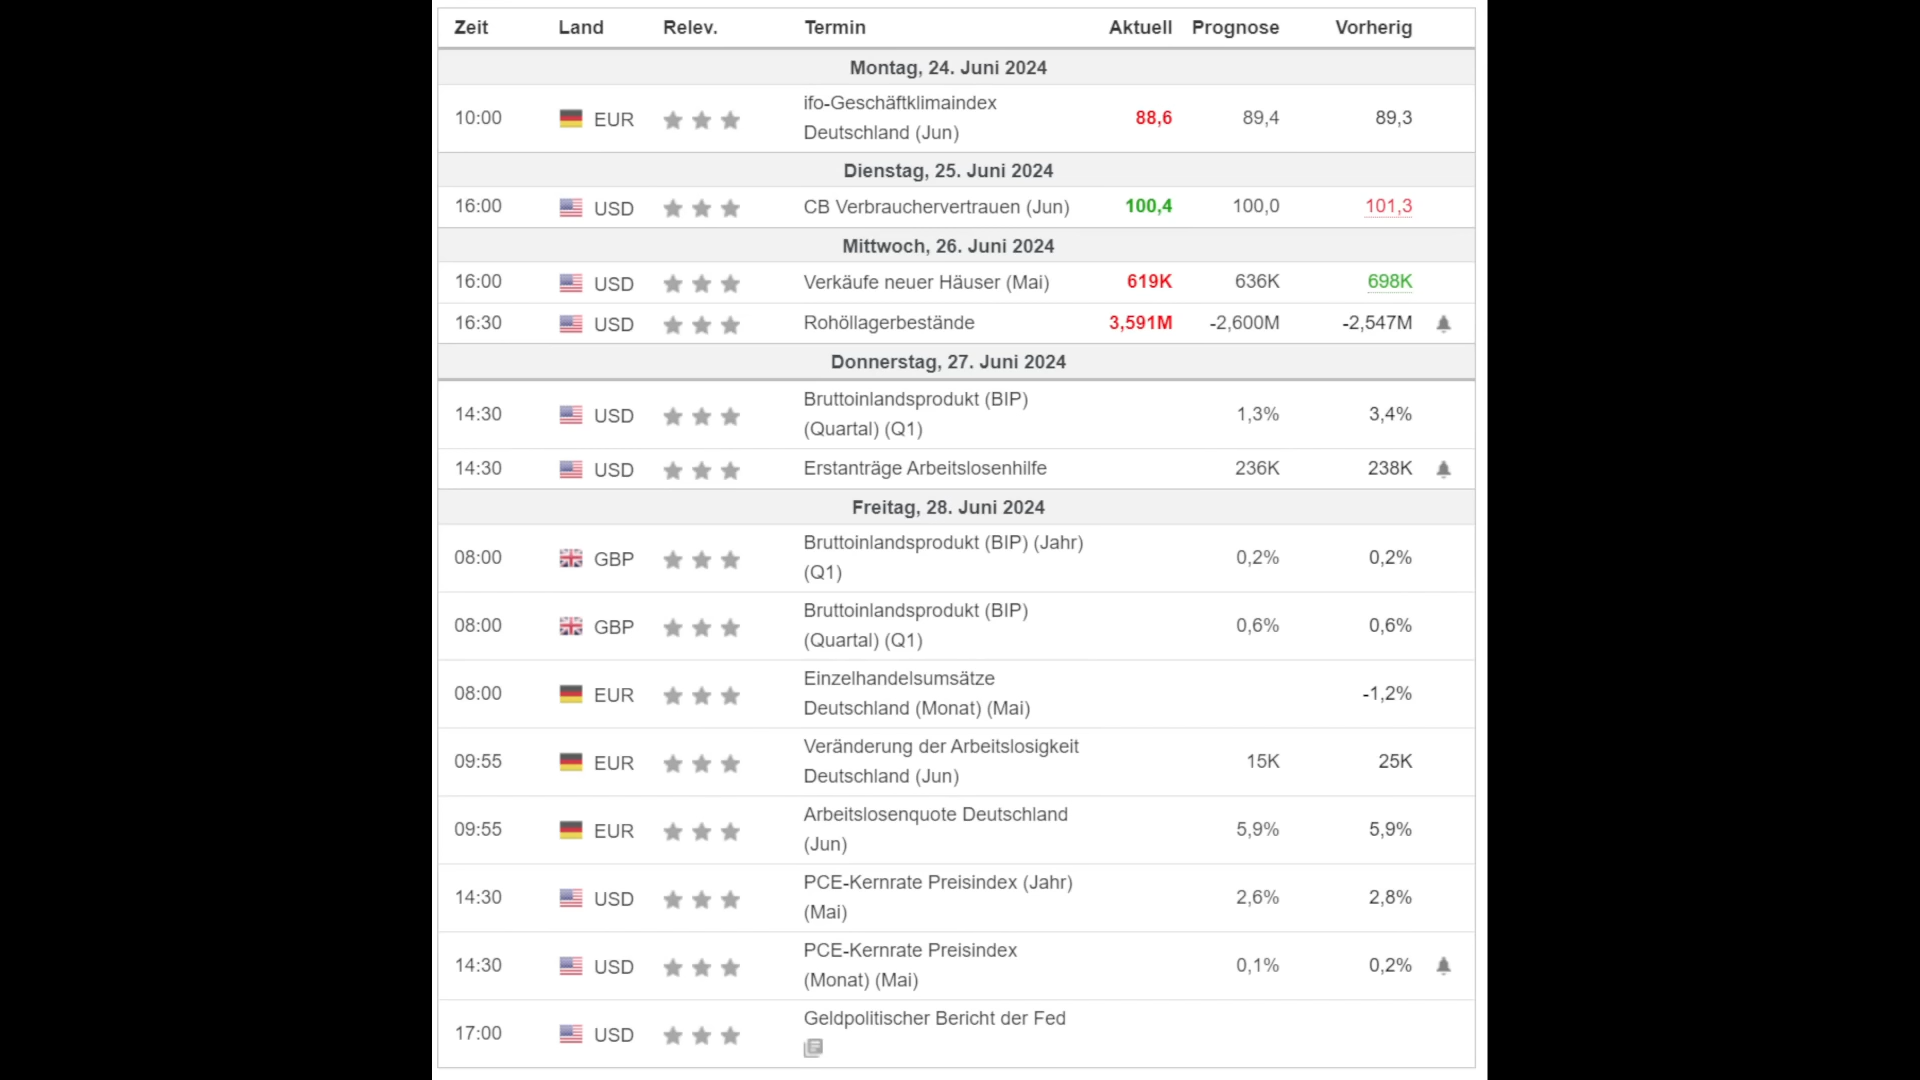 Zeit Land Relev. Termin Aktuell Prognose Vorherig
Montag, 24. Juni 2024
10:00 EUR ifo-Geschäftklimaindex Deutschland (Jun) 88,6 89,4 89,3
Dienstag, 25. Juni 2024
16:00 USD CB Verbrauchervertrauen (Jun) 100,4 100,0 101,3
Mittwoch, 26. Juni 2024
16:00 USD Verkäufe neuer Häuser (Mai) 619K 636K 698K
16:30 USD Rohöllagerbestände 3,591M -2,600M -2,547M
Donnerstag, 27. Juni 2024
14:30 USD Bruttoinlandsprodukt (BIP) (Quartal) (Q1) 1,3% 3,4%
14:30 USD Erstanträge Arbeitslosenhilfe 236K 238K
Freitag, 28. Juni 2024
08:00 GBP Bruttoinlandsprodukt (BIP) (Jahr) (Q1) 0,2% 0,2%
08:00 GBP Bruttoinlandsprodukt (BIP) (Quartal) (Q1) 0,6% 0,6%
08:00 EUR Einzelhandelsumsätze Deutschland (Monat) (Mai) -1,2%
09:55 EUR Veränderung der Arbeitslosigkeit Deutschland (Jun) 15K 25K
09:55 EUR Arbeitslosenquote Deutschland (Jun) 5,9% 5,9%
14:30 USD PCE-Kernrate Preisindex (Jahr) (Mai) 2,6% 2,8%
14:30 USD PCE-Kernrate Preisindex (Monat) (Mai) 0,1% 0,2%
17:00 USD Geldpolitischer Bericht der Fed